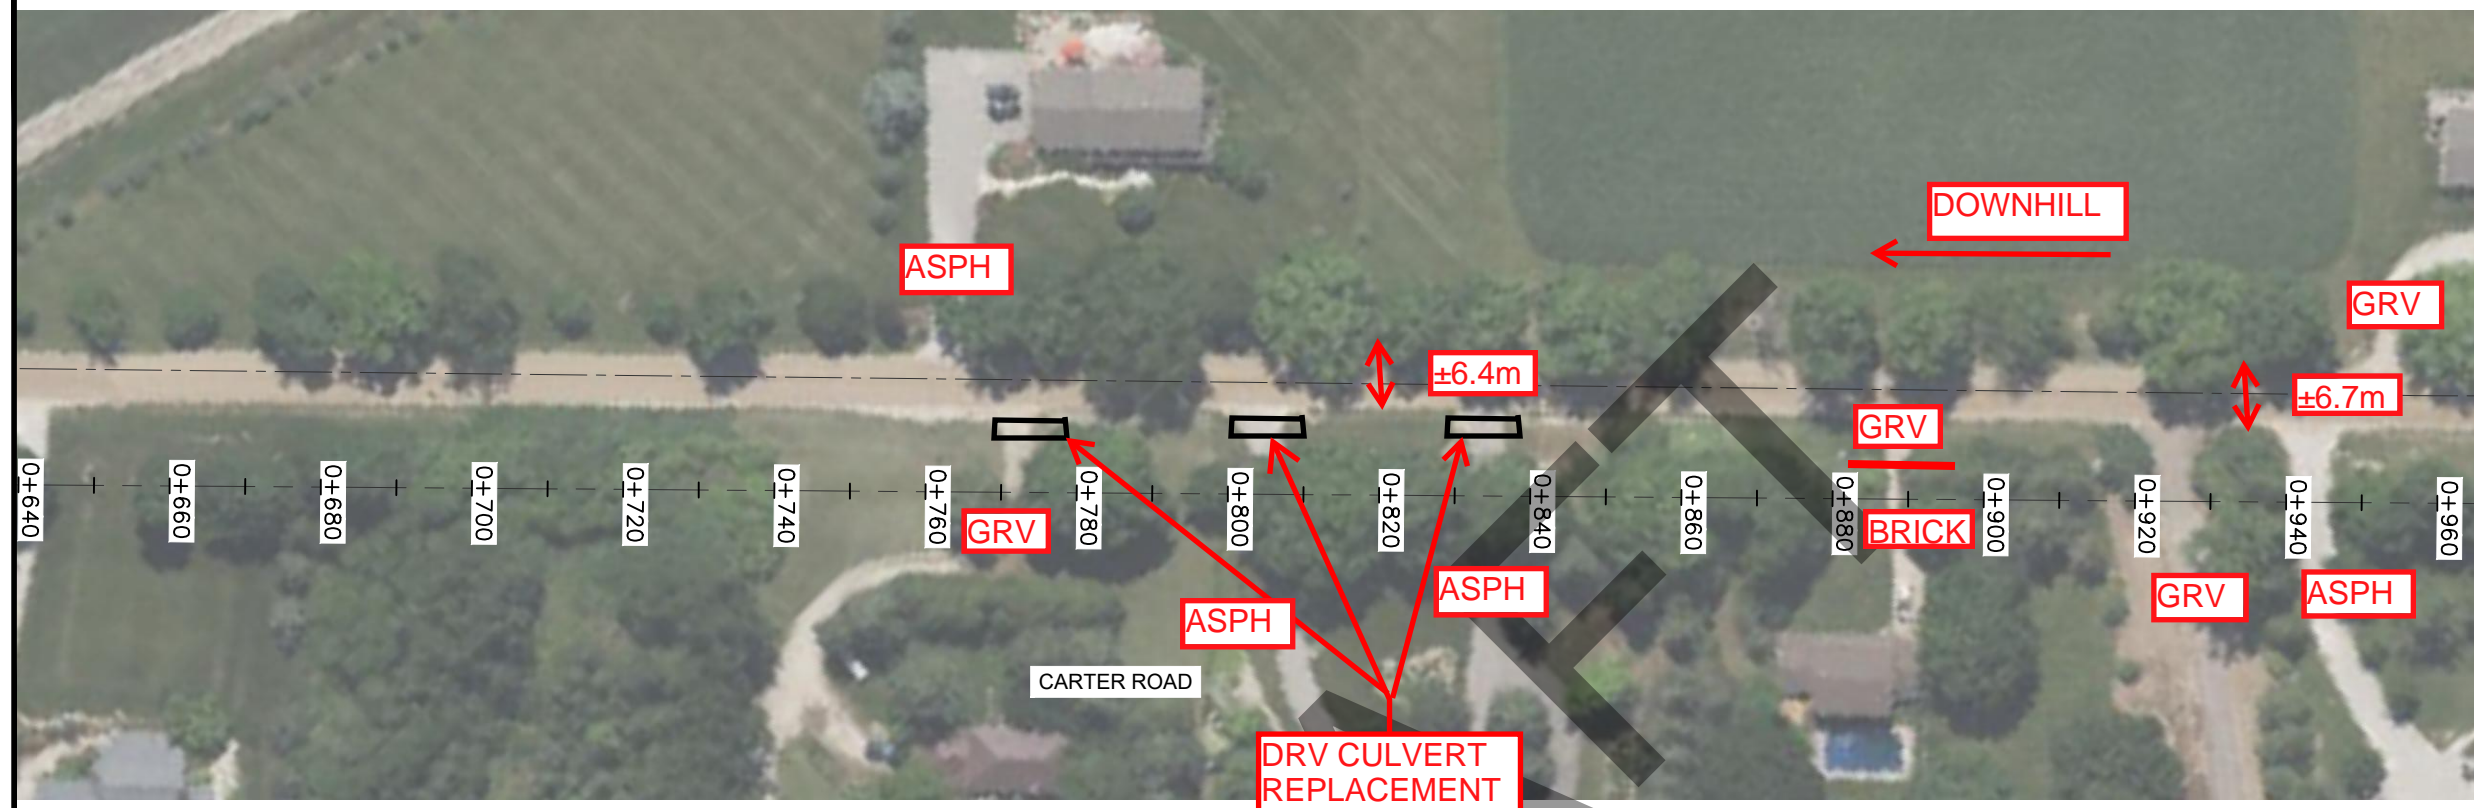 DOWNHILL
ASPH
GRV
±6.4m
±6.7m
GRV
0+640
0+660
0+680
0+700
0+720
0+740
0+760
0+780
0+800
0+820
0+840
0+860
0+880
0+900
0+920
0+940
0+960
GRV
BRICK
ASPH
ASPH
GRV
ASPH
CARTER ROAD
DRV CULVERT
REPLACEMENT